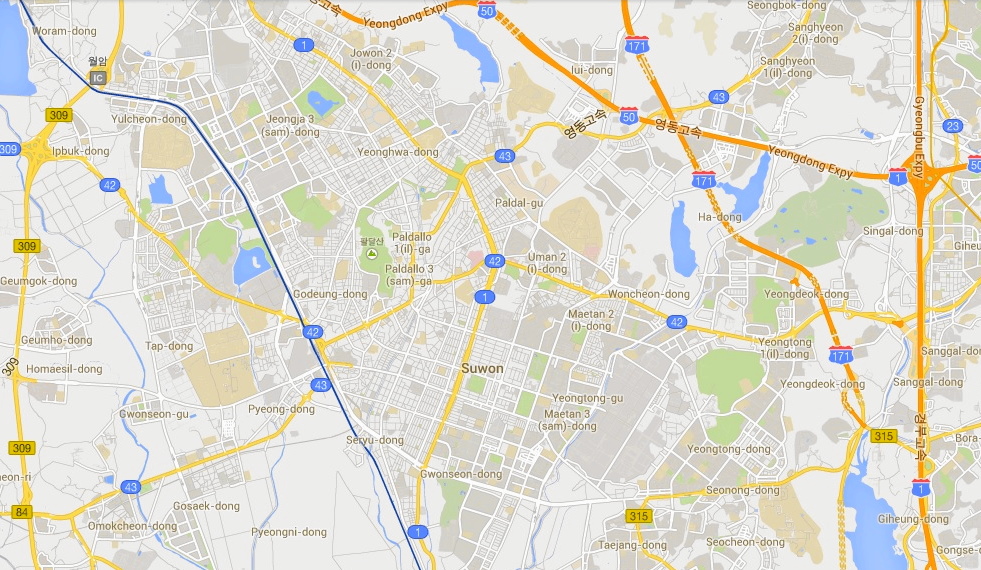 고속
Yeongdong Expy
50
Seongbok-dong
Woram-dong
월암
IC
1
Jowon 2
(i)-dong
Iui-dong
171
Sanghyeon
2(i)-dong
Sanghyeon
1(il)-dong
43
309
Yulcheon-dong
Jeongja 3
(sam)-dong
영동고속
50
영동고속
Gyeongbu Expy
23
309
Ipbuk-dong
Yeonghwa-dong
43
Yeongdong Expy
50
42
171
1
Paldal-gu
Ha-dong
Singal-dong
309
팔달산
Paldallo
1(il)-ga
Paldallo 3
(sam)-ga
42
Uman 2
(i)-dong
Giheu
Geumgok-dong
Godeung-dong
1
Woncheon-dong
Yeongdeok-dong
Maetan 2
(i)-dong
42
42
Geumho-dong
Tap-dong
Yeongtong
1(il)-dong
171
Sanggal-do
309
Homaesil-dong
Suwon
43
Yeongtong-gu
Yeongdeok-dong
Sanggal-dong
Gwonseon-gu
Pyeong-dong
Maetan 3
(sam)-dong
경부고속
Seryu-dong
315
Bora-
309
Yeongtong-dong
eon-ri
Gwonseon-dong
43
Seonong-dong
1
84
Gosaek-dong
315
Giheung-dong
Omokcheon-dong
Pyeongni-dong
1
Taejang-dong
Seocheon-dong
Gongse-